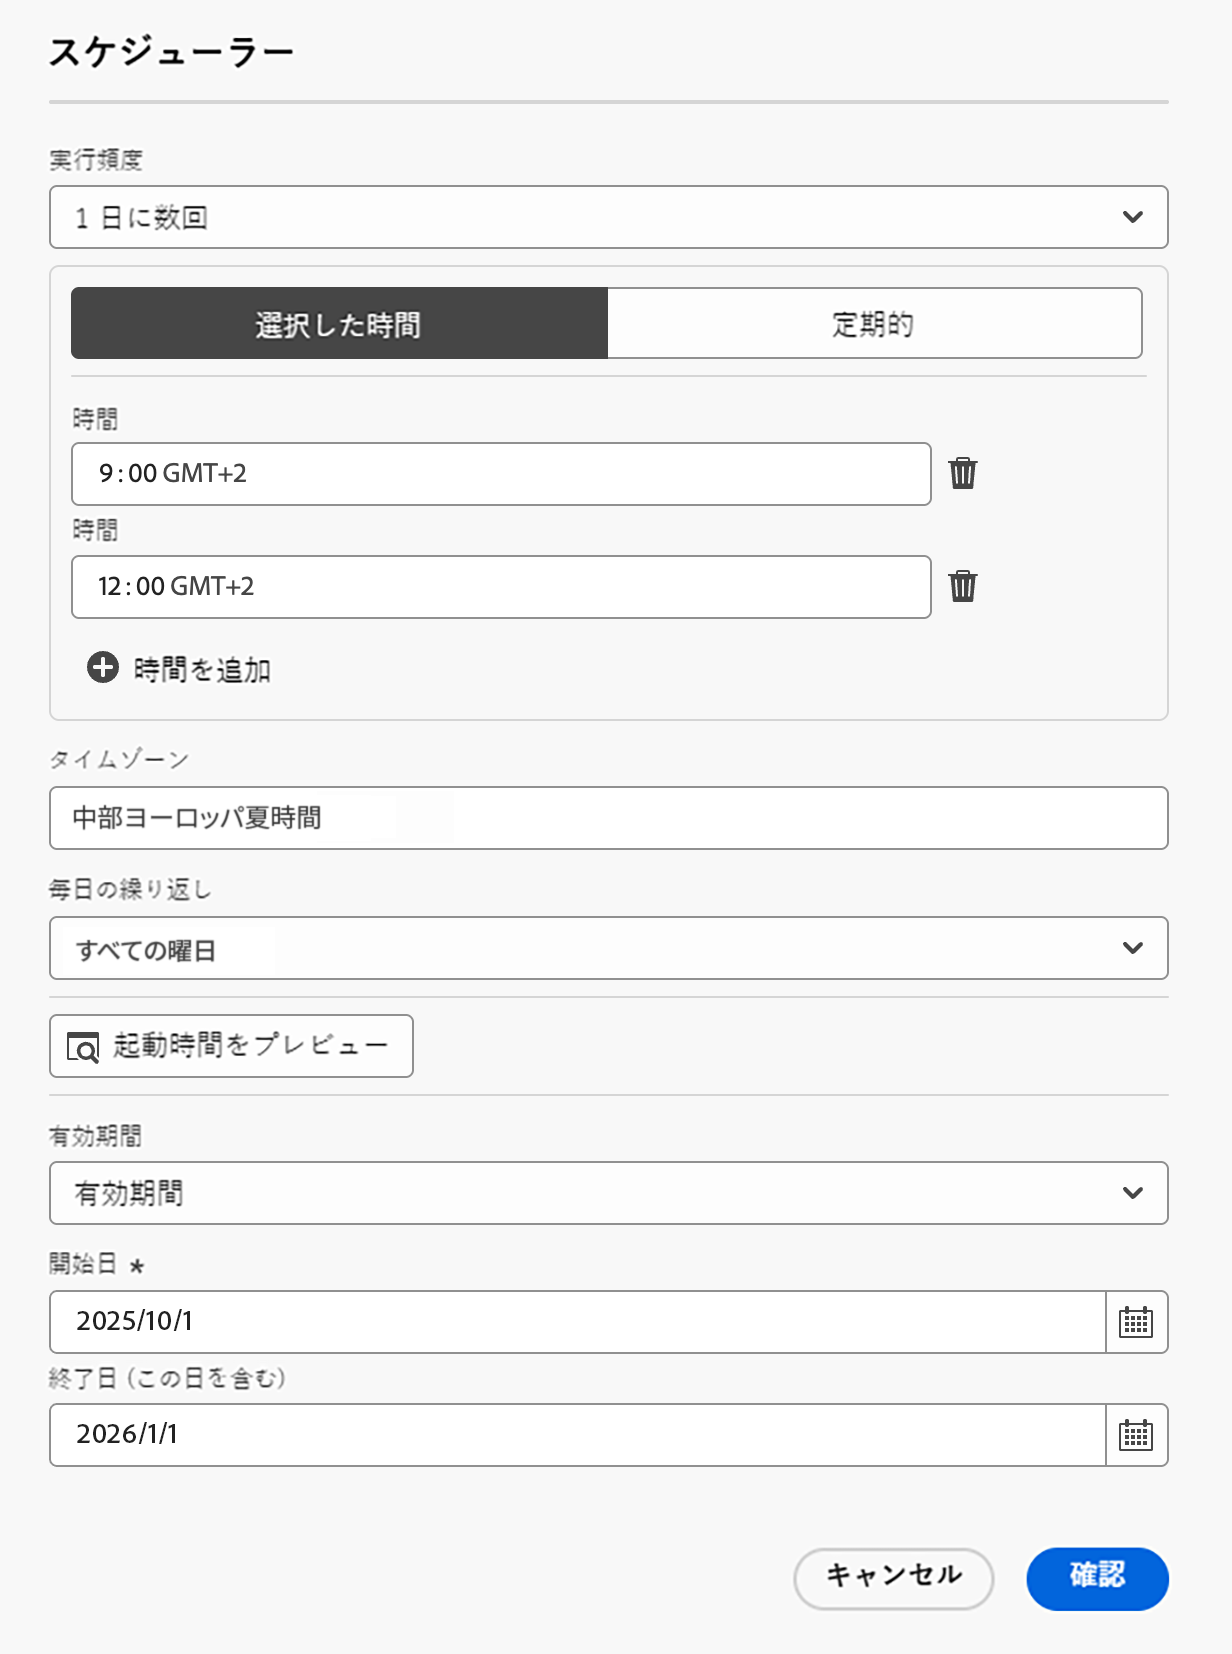 スケジューラー
実行頻度
1 日に数回
選択した時間 定期的
時間
9:00 GMT+2
時間
12:00 GMT+2
時間を追加
タイムゾーン
中部ヨーロッパ夏時間
毎日の繰り返し
すべての曜日
起動時間をプレビュー
有効期間
有効期間
開始日 *
2025/10/1
終了日 (この日を含む)
2026/1/1
キャンセル 確認